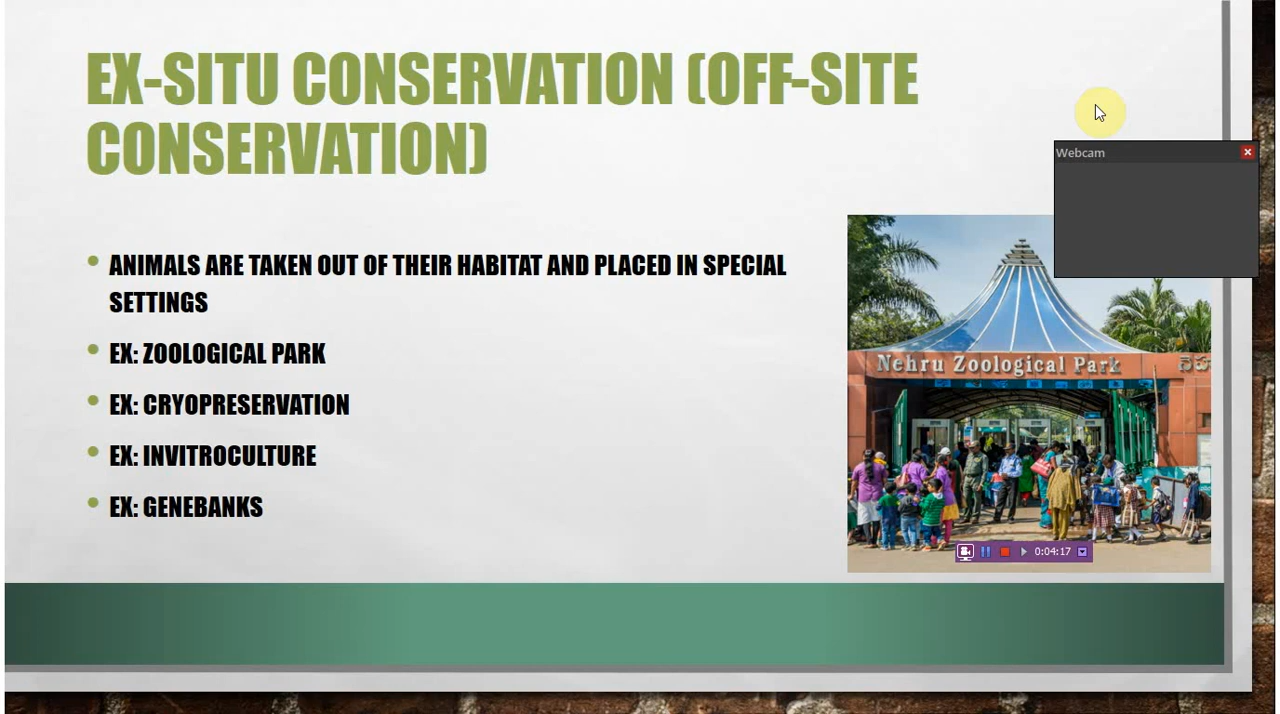 EX-SITU CONSERVATION (OFF-SITE
CONSERVATION)
Webcam
ANIMALS ARE TAKEN OUT OF THEIR HABITAT AND PLACED IN SPECIAL
SETTINGS
EX: ZOOLOGICAL PARK
EX: CRYOPRESERVATION
EX: INVITROCULTURE
EX: GENEBANKS
Nehru Zoological Park
0:04:17